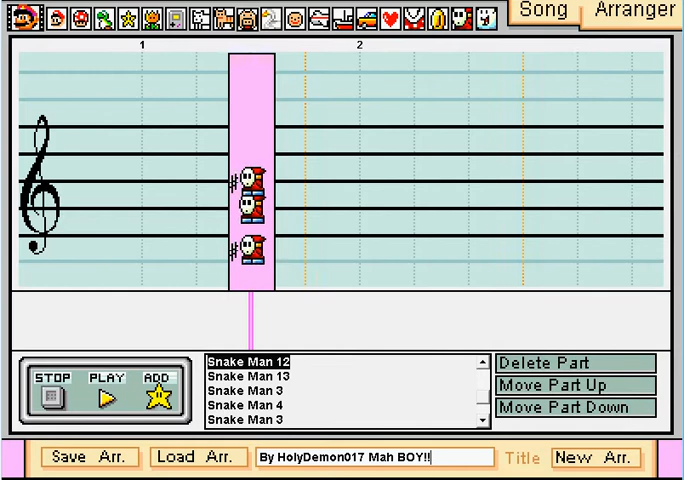 Song Arranger
1 2
STOP PLAY ADD
Snake Man 12
Snake Man 13
Snake Man 3
Snake Man 4
Snake Man 3
Delete Part
Move Part Up
Move Part Down
Save Arr. Load Arr. By HolyDemon017 Mah BOY!! Title New Arr.